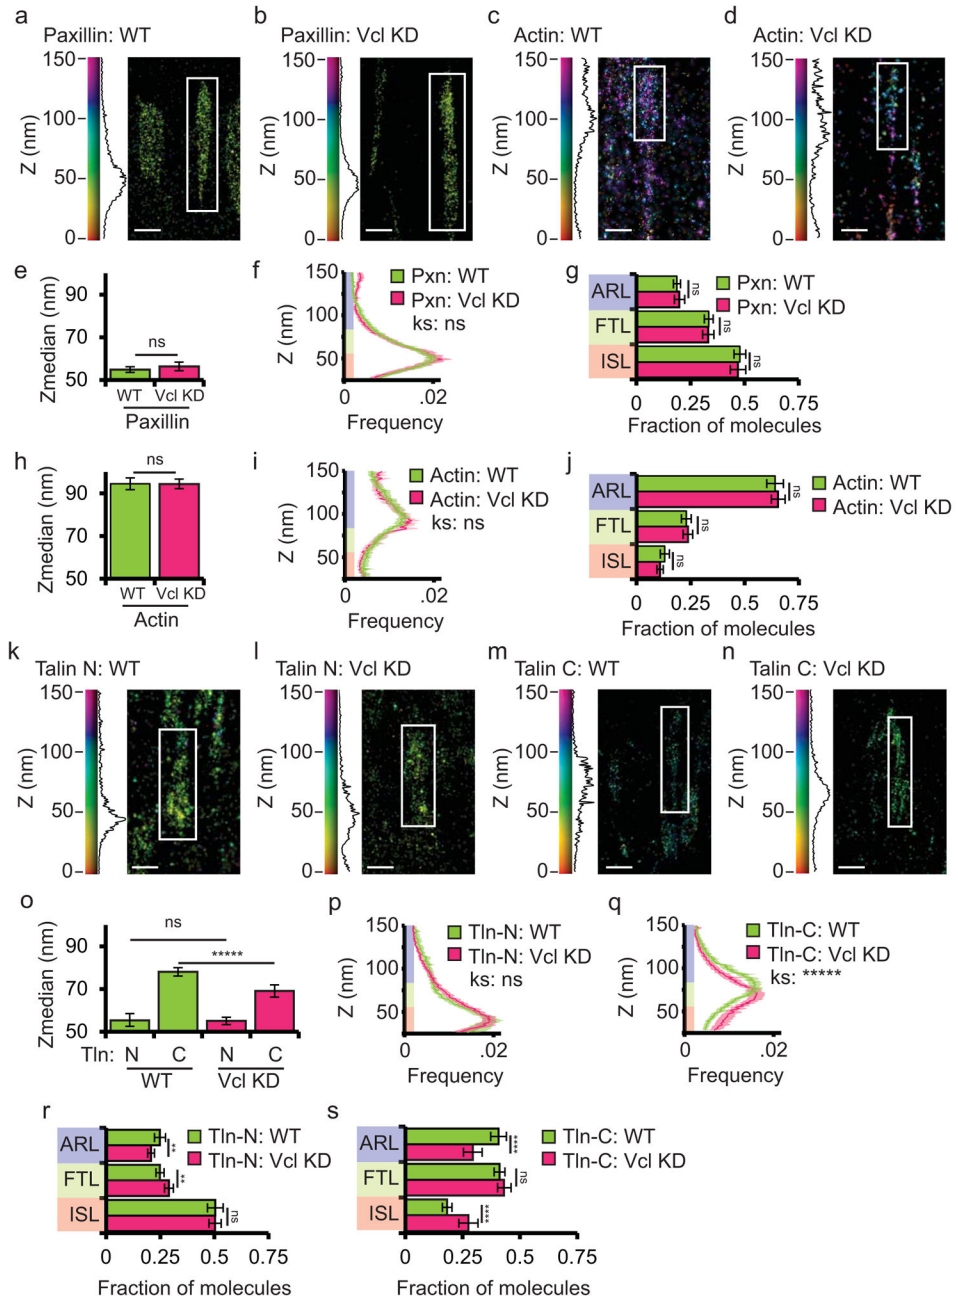 a
b
c
d
Paxillin: WT
Paxillin: Vcl KD
Actin: WT
Actin: Vcl KD
150
100
50
0
Z (nm)
150
100
50
0
Z (nm)
150
100
50
0
Z (nm)
150
100
50
0
Z (nm)
e
Zmedian (nm)
90
70
50
ns
WT
Vcl KD
Paxillin
f
150
100
50
Z (nm)
Pxn: WT
Pxn: Vcl KD
ks: ns
0
.02
Frequency
g
ARL
FTL
ISL
ns
ns
ns
Pxn: WT
Pxn: Vcl KD
0
0.25
0.5
0.75
Fraction of molecules
h
Zmedian (nm)
90
70
50
ns
WT
Vcl KD
Actin
i
150
100
50
Z (nm)
Actin: WT
Actin: Vcl KD
ks: ns
0
.02
Frequency
j
ARL
FTL
ISL
ns
ns
ns
Actin: WT
Actin: Vcl KD
0
0.25
0.5
0.75
Fraction of molecules
k
l
m
n
Talin N: WT
Talin N: Vcl KD
Talin C: WT
Talin C: Vcl KD
150
100
50
0
Z (nm)
150
100
50
0
Z (nm)
150
100
50
0
Z (nm)
150
100
50
0
Z (nm)
o
Zmedian (nm)
90
70
50
ns
*****
Tln: N C N C
WT
Vcl KD
p
150
100
50
Z (nm)
Tln-N: WT
Tln-N: Vcl KD
ks: ns
0
.02
Frequency
q
150
100
50
Z (nm)
Tln-C: WT
Tln-C: Vcl KD
ks: *****
0
.02
Frequency
r
ARL
FTL
ISL
**
**
ns
Tln-N: WT
Tln-N: Vcl KD
0
0.25
0.5
0.75
Fraction of molecules
s
ARL
FTL
ISL
****
ns
****
Tln-C: WT
Tln-C: Vcl KD
0
0.25
0.5
0.75
Fraction of molecules